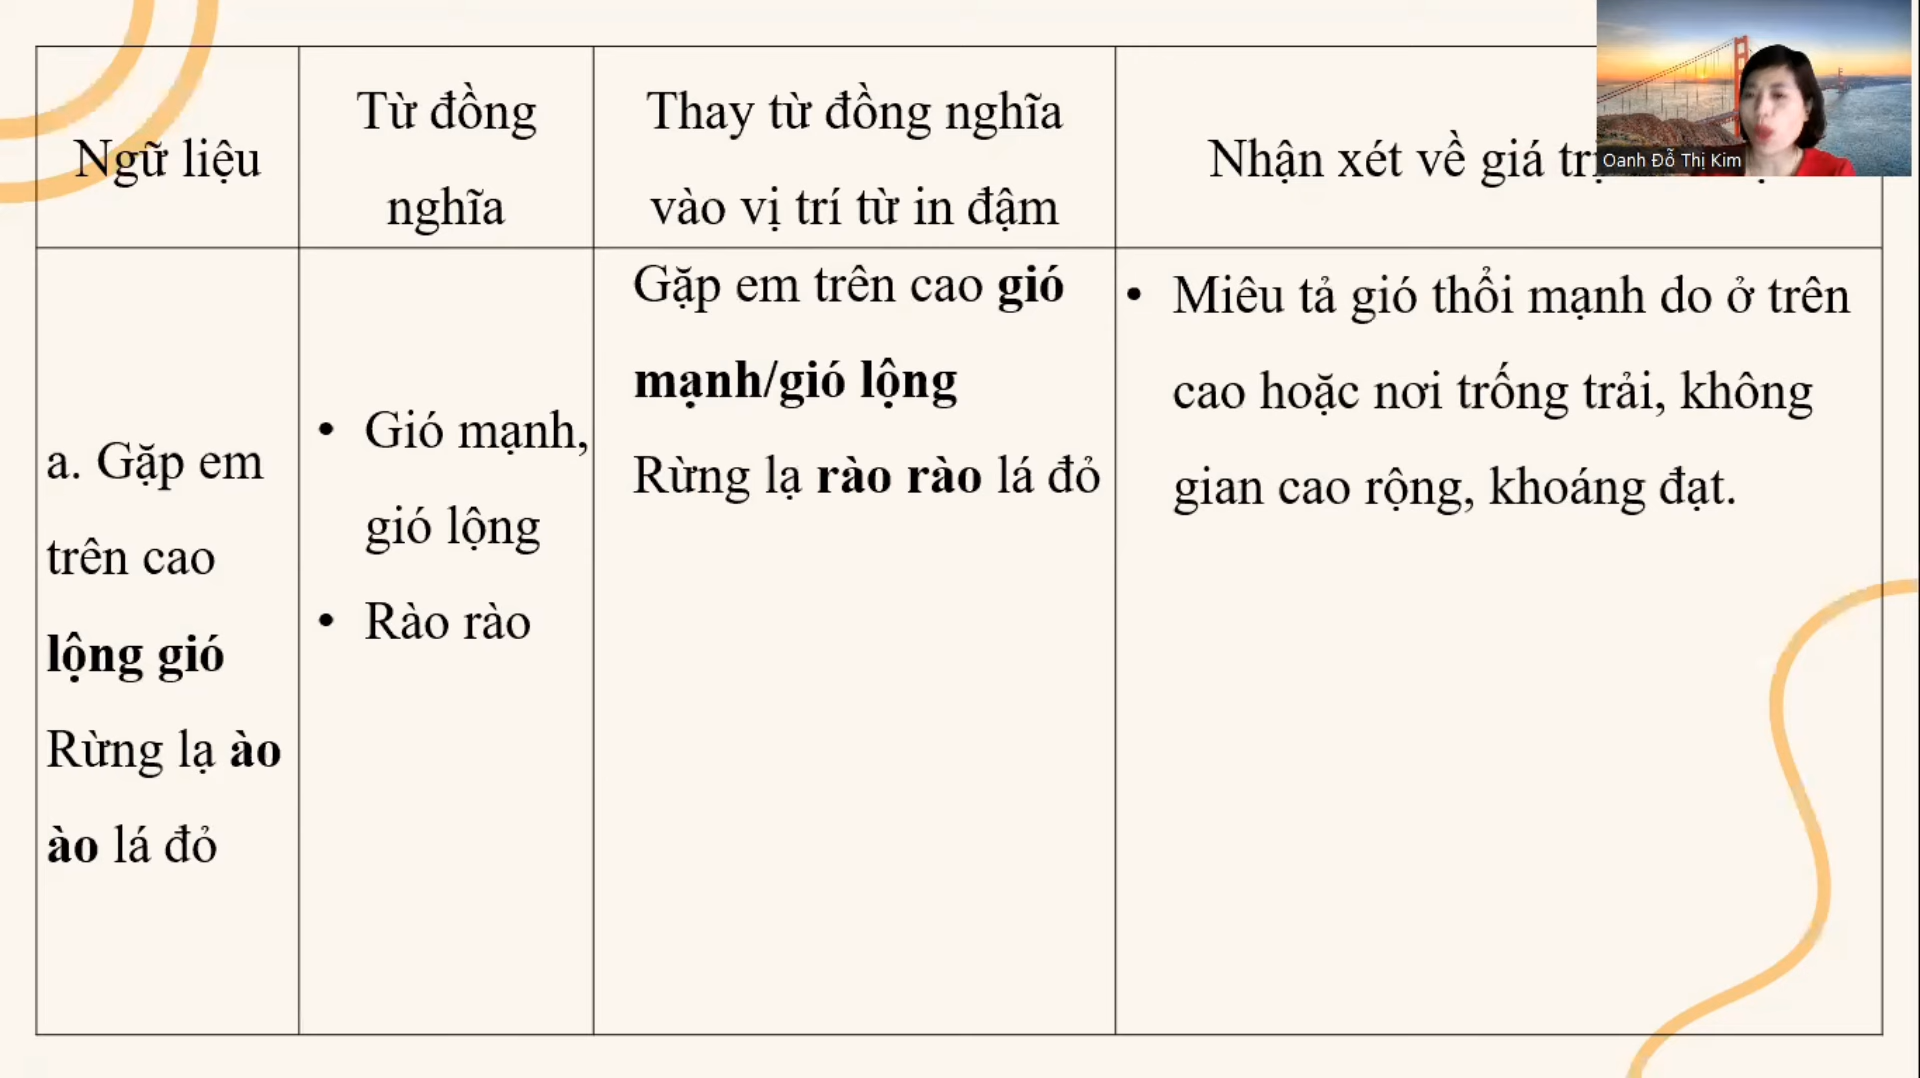 Ngữ liệu
Từ đồng
nghĩa
Thay từ đồng nghĩa
vào vị trí từ in đậm
Nhận xét về giá trị
Oanh Đỗ Thị Kim
a. Gặp em
trên cao
lộng gió
Rừng lạ ào
ào lá đỏ
• Gió mạnh,
gió lộng
• Rào rào
Gặp em trên cao gió
mạnh/gió lộng
Rừng lạ rào rào lá đỏ
• Miêu tả gió thổi mạnh do ở trên
cao hoặc nơi trống trải, không
gian cao rộng, khoáng đạt.